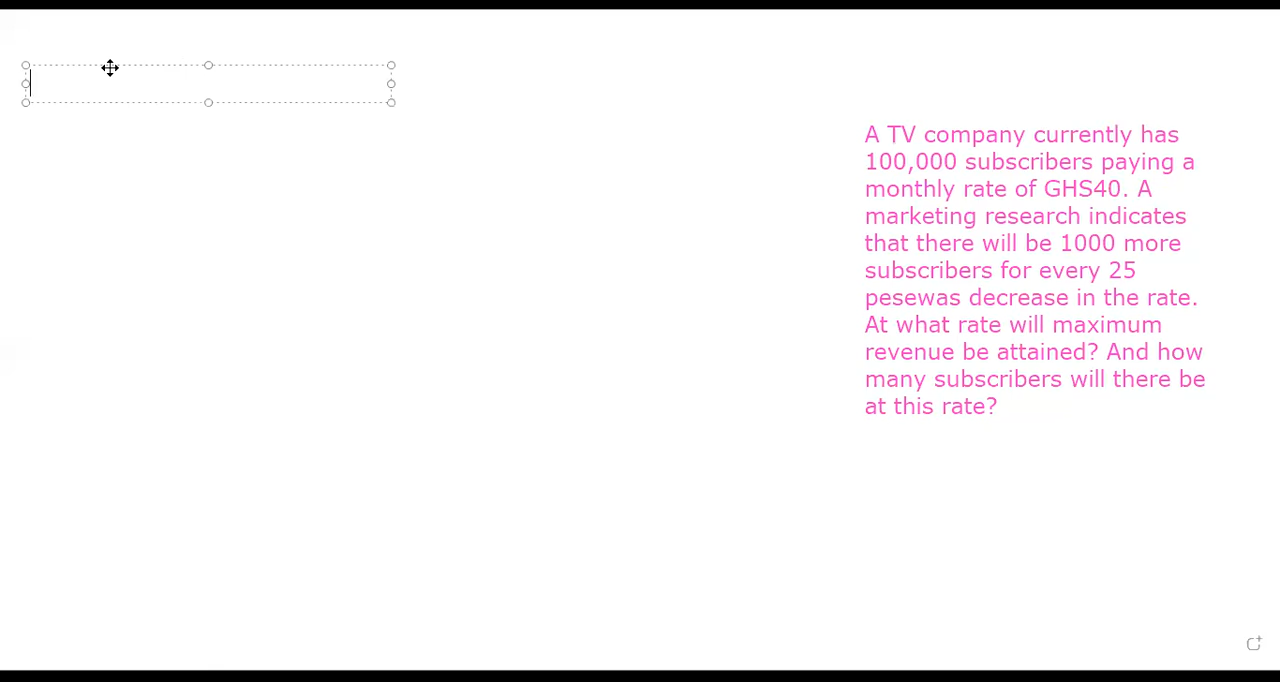 A TV company currently has
100,000 subscribers paying a
monthly rate of GHS40. A
marketing research indicates
that there will be 1000 more
subscribers for every 25
pesewas decrease in the rate.
At what rate will maximum
revenue be attained? And how
many subscribers will there be
at this rate?